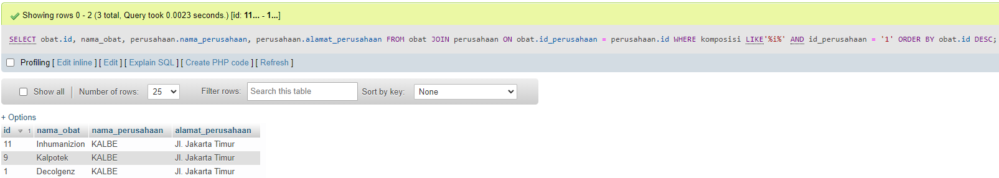 Showing rows 0 - 2 (3 total, Query took 0.0023 seconds.) [id: 11... - 1...]
SELECT obat.id, nama_obat, perusahaan.nama_perusahaan, perusahaan.alamat_perusahaan FROM obat JOIN perusahaan ON obat.id_perusahaan = perusahaan.id WHERE komposisi LIKE'%i%' AND id_perusahaan = '1' ORDER BY obat.id DESC;
Profiling [ Edit inline ] [ Edit ] [ Explain SQL ] [ Create PHP code ] [ Refresh ]
Show all Number of rows: 25 Filter rows: Search this table Sort by key: None
+ Options
id 1 nama_obat nama_perusahaan alamat_perusahaan
11 Inhumanizion KALBE Jl. Jakarta Timur
9 Kalpotek KALBE Jl. Jakarta Timur
1 Decolgenz KALBE Jl. Jakarta Timur